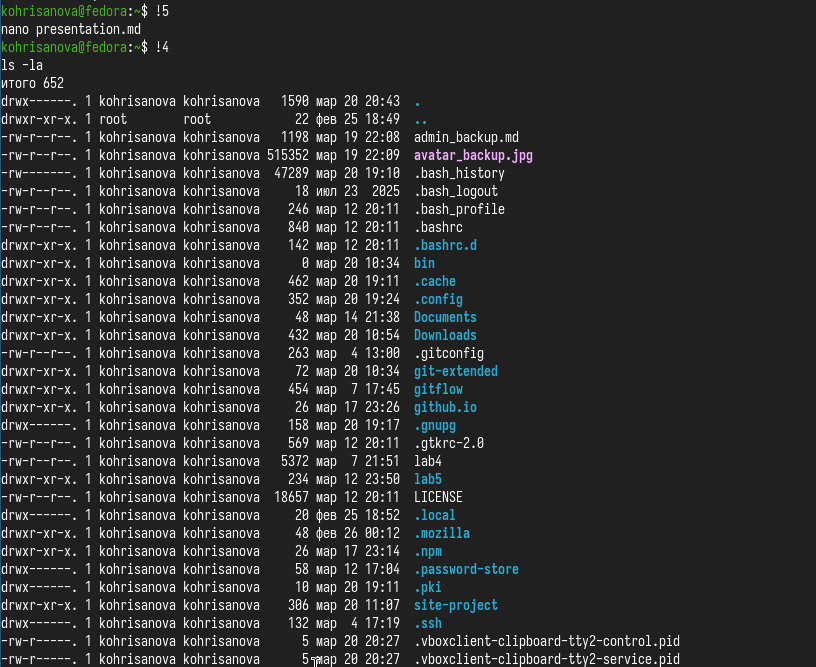 kohrisanova@fedora:~$ !5
nano presentation.md
kohrisanova@fedora:~$ !4
ls -la
итого 652
drwx------. 1 kohrisanova kohrisanova   1590 мар 20 20:43  .
drwxr-xr-x. 1 root        root            22 фев 25 18:49  ..
-rw-r--r--. 1 kohrisanova kohrisanova   1198 мар 19 22:08  admin_backup.md
-rw-r--r--. 1 kohrisanova kohrisanova 515352 мар 19 22:09  avatar_backup.jpg
-rw-------. 1 kohrisanova kohrisanova  47289 мар 20 19:10  .bash_history
-rw-r--r--. 1 kohrisanova kohrisanova     18 июл 23  2025  .bash_logout
-rw-r--r--. 1 kohrisanova kohrisanova    246 мар 12 20:11  .bash_profile
-rw-r--r--. 1 kohrisanova kohrisanova    840 мар 12 20:11  .bashrc
drwxr-xr-x. 1 kohrisanova kohrisanova    142 мар 12 20:11  .bashrc.d
drwxr-xr-x. 1 kohrisanova kohrisanova      0 мар 20 10:34  bin
drwxr-xr-x. 1 kohrisanova kohrisanova    462 мар 20 19:11  .cache
drwxr-xr-x. 1 kohrisanova kohrisanova    352 мар 20 19:24  .config
drwxr-xr-x. 1 kohrisanova kohrisanova     48 мар 14 21:38  Documents
drwxr-xr-x. 1 kohrisanova kohrisanova    432 мар 20 10:54  Downloads
-rw-r--r--. 1 kohrisanova kohrisanova    263 мар  4 13:00  .gitconfig
drwxr-xr-x. 1 kohrisanova kohrisanova     72 мар 20 10:34  git-extended
drwxr-xr-x. 1 kohrisanova kohrisanova    454 мар  7 17:45  gitflow
drwxr-xr-x. 1 kohrisanova kohrisanova     26 мар 17 23:26  github.io
drwx------. 1 kohrisanova kohrisanova    158 мар 20 19:17  .gnupg
-rw-r--r--. 1 kohrisanova kohrisanova    569 мар 12 20:11  .gtkrc-2.0
-rw-r--r--. 1 kohrisanova kohrisanova   5372 мар  7 21:51  lab4
drwxr-xr-x. 1 kohrisanova kohrisanova    234 мар 12 23:50  lab5
-rw-r--r--. 1 kohrisanova kohrisanova  18657 мар 12 20:11  LICENSE
drwx------. 1 kohrisanova kohrisanova     20 фев 25 18:52  .local
drwxr-xr-x. 1 kohrisanova kohrisanova     48 фев 26 00:12  .mozilla
drwxr-xr-x. 1 kohrisanova kohrisanova     26 мар 17 23:14  .npm
drwx------. 1 kohrisanova kohrisanova     58 мар 12 17:04  .password-store
drwx------. 1 kohrisanova kohrisanova     10 мар 20 19:11  .pki
drwxr-xr-x. 1 kohrisanova kohrisanova    306 мар 20 11:07  site-project
drwx------. 1 kohrisanova kohrisanova    132 мар  4 17:19  .ssh
-rw-r-----. 1 kohrisanova kohrisanova      5 мар 20 20:27  .vboxclient-clipboard-tty2-control.pid
-rw-r-----. 1 kohrisanova kohrisanova      5 мар 20 20:27  .vboxclient-clipboard-tty2-service.pid